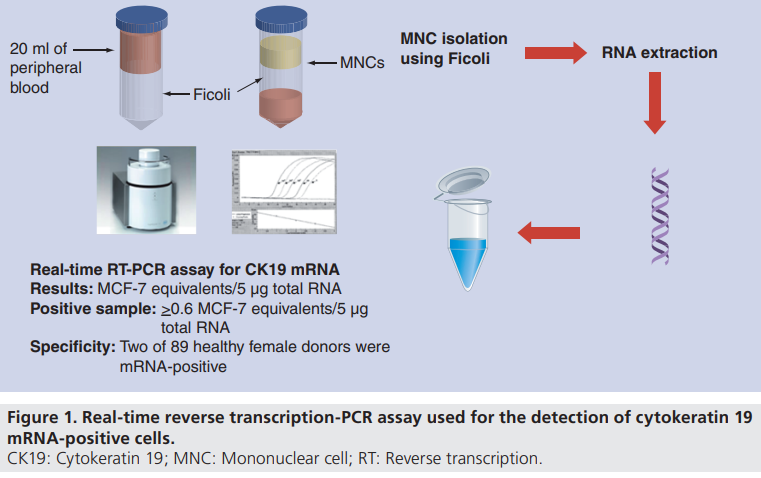 20 ml of
peripheral
blood
Ficoli
MNCs
MNC isolation
using Ficoli
RNA extraction
Real-time RT-PCR assay for CK19 mRNA
Results: MCF-7 equivalents/5 µg total RNA
Positive sample: ≥0.6 MCF-7 equivalents/5 µg
total RNA
Specificity: Two of 89 healthy female donors were
mRNA-positive
Figure 1. Real-time reverse transcription-PCR assay used for the detection of cytokeratin 19
mRNA-positive cells.
CK19: Cytokeratin 19; MNC: Mononuclear cell; RT: Reverse transcription.